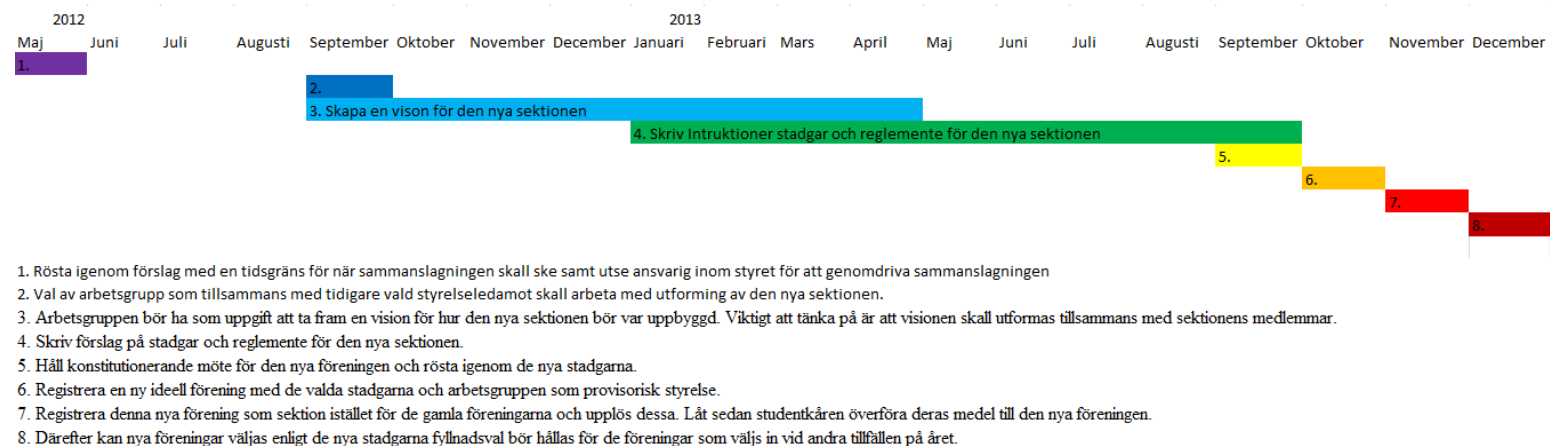 2012 2013
Maj Juni Juli Augusti September Oktober November December Januari Februari Mars April Maj Juni Juli Augusti September Oktober November December
1.
2.
3. Skapa en vison för den nya sektionen
4. Skriv Intruktioner stadgar och reglemente för den nya sektionen
5.
6.
7.
8.
1. Rösta igenom förslag med en tidsgräns för när sammanslagningen skall ske samt utse ansvarig inom styret för att genomdriva sammanslagningen
2. Val av arbetsgrupp som tillsammans med tidigare vald styrelseledamot skall arbeta med utforming av den nya sektionen.
3. Arbetsgruppen bör ha som uppgift att ta fram en vision för hur den nya sektionen bör var uppbyggd. Viktigt att tänka på är att visionen skall utformas tillsammans med sektionens medlemmar.
4. Skriv förslag på stadgar och reglemente för den nya sektionen.
5. Håll konstitutionerande möte för den nya föreningen och rösta igenom de nya stadgarna.
6. Registrera en ny ideell förening med de valda stadgarna och arbetsgruppen som provisorisk styrelse.
7. Registrera denna nya förening som sektion istället för de gamla föreningarna och upplös dessa. Låt sedan studentkåren överföra deras medel till den nya föreningen.
8. Därefter kan nya föreningar väljas enligt de nya stadgarna fyllnadsval bör hållas för de föreningar som väljs in vid andra tillfällen på året.